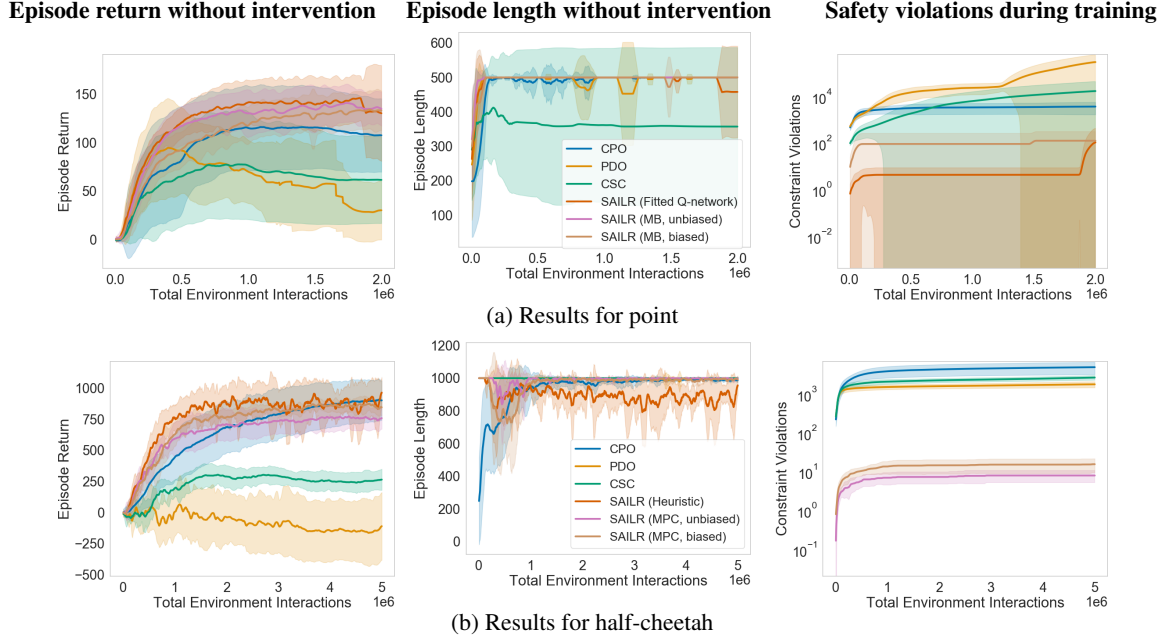 Episode return without intervention
Episode length without intervention
Safety violations during training
Episode Return
150
100
50
0
0.0 0.5 1.0 1.5 2.0
Total Environment Interactions 1e6
Episode Length
600
500
400
300
200
100
CPO
PDO
CSC
SAILR (Fitted Q-network)
SAILR (MB, unbiased)
SAILR (MB, biased)
0.0 0.5 1.0 1.5 2.0
Total Environment Interactions 1e6
Constraint Violations
10^4
10^2
10^0
10^-2
0.0 0.5 1.0 1.5 2.0
Total Environment Interactions 1e6
(a) Results for point
Episode Return
1000
750
500
250
0
−250
−500
0 1 2 3 4 5
Total Environment Interactions 1e6
Episode Length
1200
1000
800
600
400
200
0
CPO
PDO
CSC
SAILR (Heuristic)
SAILR (MPC, unbiased)
SAILR (MPC, biased)
0 1 2 3 4 5
Total Environment Interactions 1e6
Constraint Violations
10^3
10^2
10^1
10^0
10^-1
0 1 2 3 4 5
Total Environment Interactions 1e6
(b) Results for half-cheetah